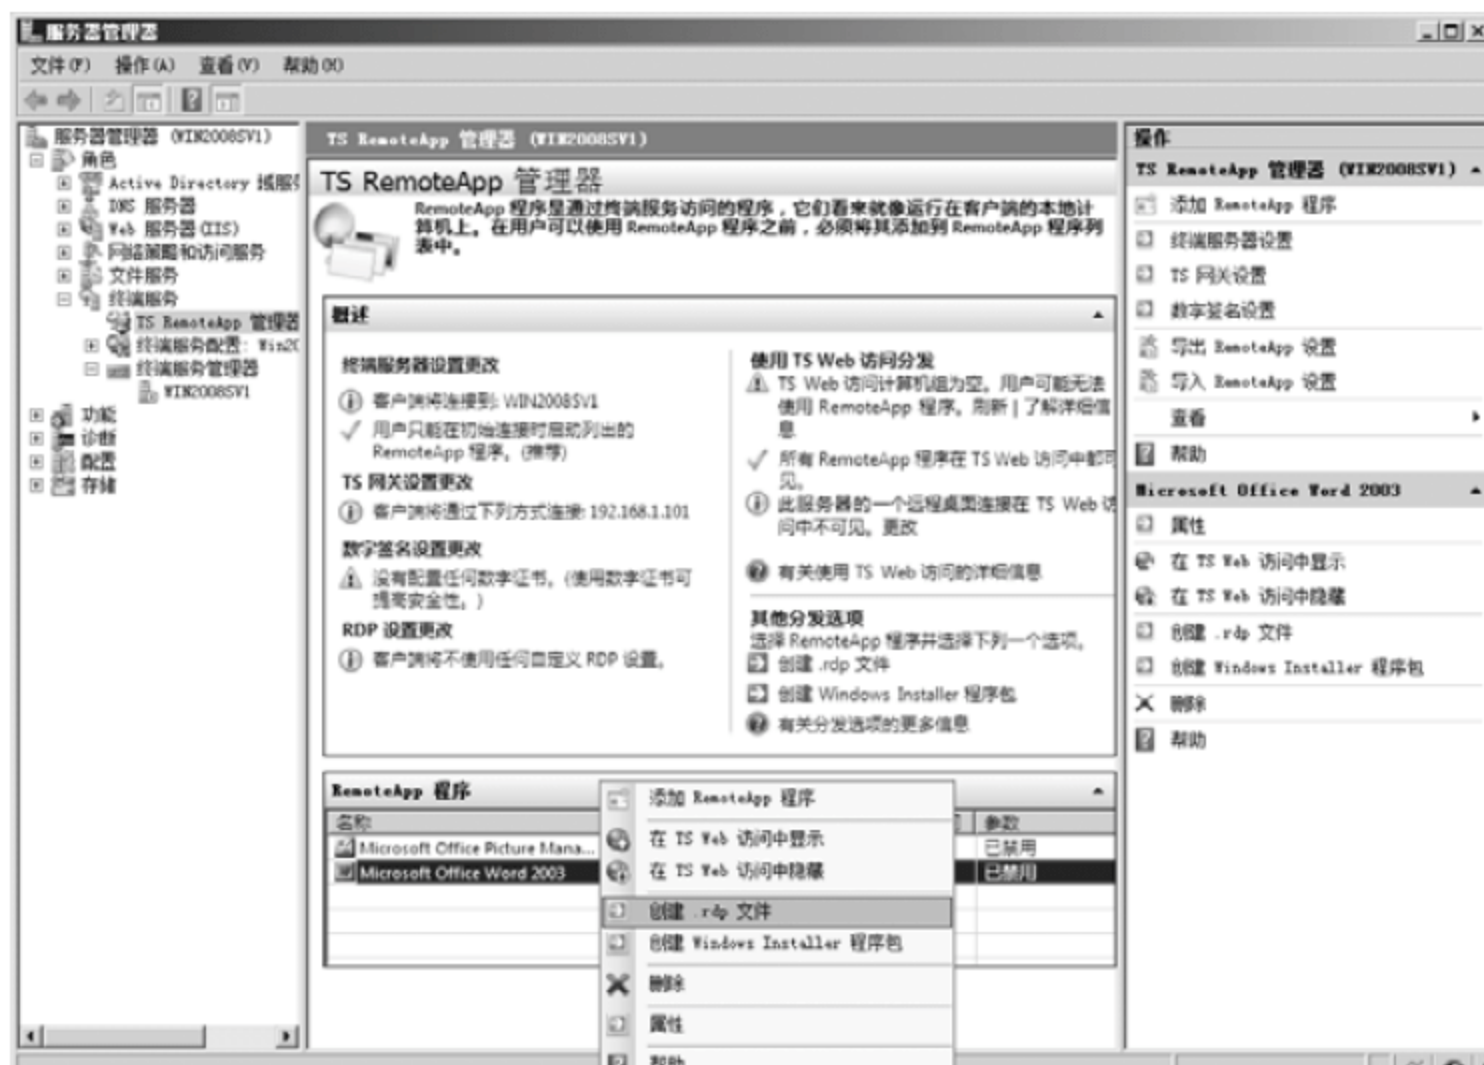 服务器管理器
文件(F) 操作(A) 查看(V) 帮助(H)
服务器管理器 (WIN2008SV1)
角色
Active Directory 域服务
DNS 服务器
Web 服务器(IIS)
网络策略和访问服务
文件服务
终端服务
TS RemoteApp 管理器
终端服务配置: Win20
终端服务管理器
WIN2008SV1
功能
诊断
配置
存储
TS RemoteApp 管理器 (WIN2008SV1)
TS RemoteApp 管理器
RemoteApp 程序是通过终端服务访问的程序，它们看来就像运行在客户端的本地计
算机上。在用户可以使用 RemoteApp 程序之前，必须将其添加到 RemoteApp 程序列
表中。
概述
终端服务器设置更改
客户端将连接到: WIN2008SV1
用户只能在初始连接时启动列出的
RemoteApp 程序。(推荐)
TS 网关设置更改
客户端将通过下列方式连接: 192.168.1.101
数字签名设置更改
没有配置任何数字证书。(使用数字证书可
提高安全性。)
RDP 设置更改
客户端将不使用任何自定义 RDP 设置。
使用 TS Web 访问分发
TS Web 访问计算机组为空。用户可能无法
使用 RemoteApp 程序。刷新 | 了解详细信
息
所有 RemoteApp 程序在 TS Web 访问中都可
见。
此服务器的一个远程桌面连接在 TS Web 访
问中不可见。更改
有关使用 TS Web 访问的详细信息
其他分发选项
选择 RemoteApp 程序并选择下列一个选项。
创建 .rdp 文件
创建 Windows Installer 程序包
有关分发选项的更多信息
RemoteApp 程序
名称 参数
Microsoft Office Picture Mana... 已禁用
Microsoft Office Word 2003 已禁用
添加 RemoteApp 程序
在 TS Web 访问中显示
在 TS Web 访问中隐藏
创建 .rdp 文件
创建 Windows Installer 程序包
删除
属性
帮助
操作
TS RemoteApp 管理器 (WIN2008SV1)
添加 RemoteApp 程序
终端服务器设置
TS 网关设置
数字签名设置
导出 RemoteApp 设置
导入 RemoteApp 设置
查看
帮助
Microsoft Office Word 2003
属性
在 TS Web 访问中显示
在 TS Web 访问中隐藏
创建 .rdp 文件
创建 Windows Installer 程序包
删除
帮助